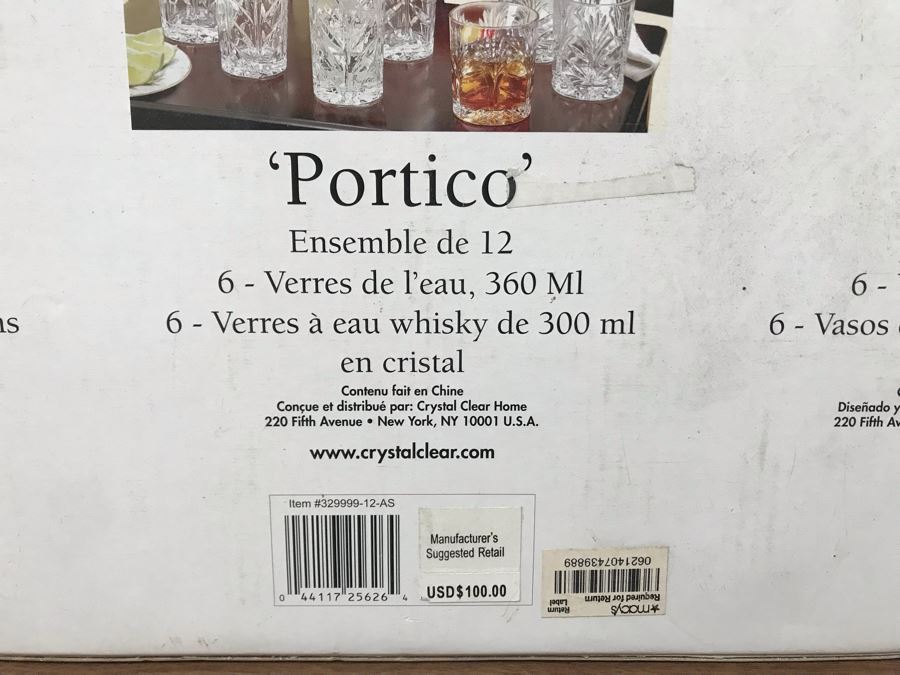 ‘Portico’
Ensemble de 12
6 - Verres de l’eau, 360 Ml
6 - Verres à eau whisky de 300 ml
en cristal
Contenu fait en Chine
Conçue et distribué par: Crystal Clear Home
220 Fifth Avenue • New York, NY 10001 U.S.A.
www.crystalclear.com
ns
6 -
6 - Vasos
Diseñado y
220 Fifth Av
Item #329999-12-AS
0 44117 25626 4
Manufacturer's
Suggested Retail
USD$100.00
★macy's
Return
Label
Required for Return
06214074439889